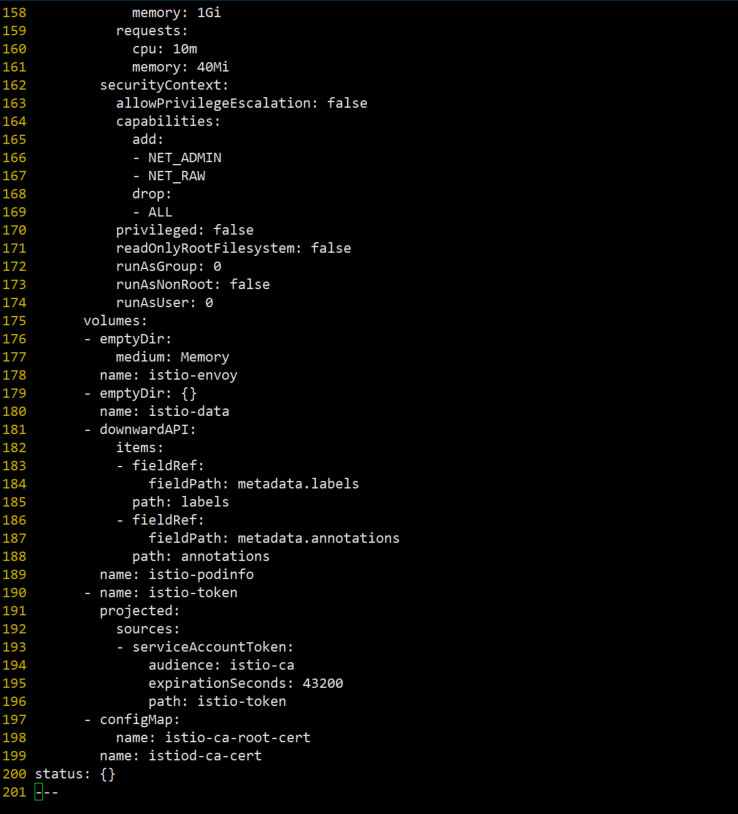 158             memory: 1Gi
159           requests:
160             cpu: 10m
161             memory: 40Mi
162         securityContext:
163           allowPrivilegeEscalation: false
164           capabilities:
165             add:
166             - NET_ADMIN
167             - NET_RAW
168             drop:
169             - ALL
170           privileged: false
171           readOnlyRootFilesystem: false
172           runAsGroup: 0
173           runAsNonRoot: false
174           runAsUser: 0
175       volumes:
176       - emptyDir:
177           medium: Memory
178         name: istio-envoy
179       - emptyDir: {}
180         name: istio-data
181       - downwardAPI:
182           items:
183           - fieldRef:
184               fieldPath: metadata.labels
185             path: labels
186           - fieldRef:
187               fieldPath: metadata.annotations
188             path: annotations
189         name: istio-podinfo
190       - name: istio-token
191         projected:
192           sources:
193           - serviceAccountToken:
194               audience: istio-ca
195               expirationSeconds: 43200
196               path: istio-token
197       - configMap:
198           name: istio-ca-root-cert
199         name: istiod-ca-cert
200 status: {}
201 ---